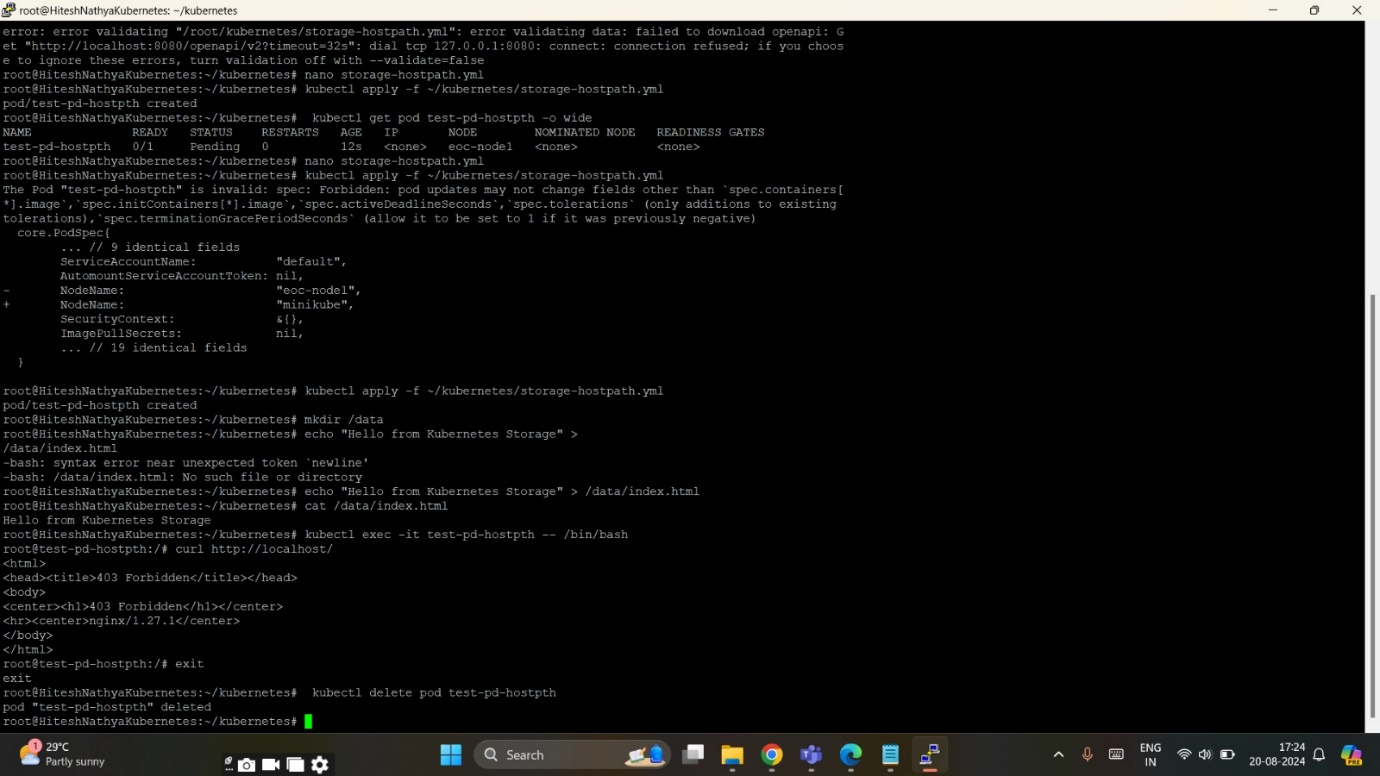 root@HiteshNathyaKubernetes: ~/kubernetes
error: error validating "/root/kubernetes/storage-hostpath.yml": error validating data: failed to download openapi: G
et "http://localhost:8080/openapi/v2?timeout=32s": dial tcp 127.0.0.1:8080: connect: connection refused; if you choos
e to ignore these errors, turn validation off with --validate=false
root@HiteshNathyaKubernetes:~/kubernetes# nano storage-hostpath.yml
root@HiteshNathyaKubernetes:~/kubernetes# kubectl apply -f ~/kubernetes/storage-hostpath.yml
pod/test-pd-hostpth created
root@HiteshNathyaKubernetes:~/kubernetes#  kubectl get pod test-pd-hostpth -o wide
NAME              READY   STATUS    RESTARTS   AGE   IP       NODE        NOMINATED NODE   READINESS GATES
test-pd-hostpth   0/1     Pending   0          12s   <none>   eoc-node1   <none>           <none>
root@HiteshNathyaKubernetes:~/kubernetes# nano storage-hostpath.yml
root@HiteshNathyaKubernetes:~/kubernetes# kubectl apply -f ~/kubernetes/storage-hostpath.yml
The Pod "test-pd-hostpth" is invalid: spec: Forbidden: pod updates may not change fields other than `spec.containers[
*].image`,`spec.initContainers[*].image`,`spec.activeDeadlineSeconds`,`spec.tolerations` (only additions to existing
tolerations),`spec.terminationGracePeriodSeconds` (allow it to be set to 1 if it was previously negative)
  core.PodSpec{
        ... // 9 identical fields
        ServiceAccountName:           "default",
        AutomountServiceAccountToken: nil,
-       NodeName:                     "eoc-node1",
+       NodeName:                     "minikube",
        SecurityContext:              &{},
        ImagePullSecrets:             nil,
        ... // 19 identical fields
  }
root@HiteshNathyaKubernetes:~/kubernetes# kubectl apply -f ~/kubernetes/storage-hostpath.yml
pod/test-pd-hostpth created
root@HiteshNathyaKubernetes:~/kubernetes# mkdir /data
root@HiteshNathyaKubernetes:~/kubernetes# echo "Hello from Kubernetes Storage" >
/data/index.html
-bash: syntax error near unexpected token `newline'
-bash: /data/index.html: No such file or directory
root@HiteshNathyaKubernetes:~/kubernetes# echo "Hello from Kubernetes Storage" > /data/index.html
root@HiteshNathyaKubernetes:~/kubernetes# cat /data/index.html
Hello from Kubernetes Storage
root@HiteshNathyaKubernetes:~/kubernetes# kubectl exec -it test-pd-hostpth -- /bin/bash
root@test-pd-hostpth:/# curl http://localhost/
<html>
<head><title>403 Forbidden</title></head>
<body>
<center><h1>403 Forbidden</h1></center>
<hr><center>nginx/1.27.1</center>
</body>
</html>
root@test-pd-hostpth:/# exit
exit
root@HiteshNathyaKubernetes:~/kubernetes#  kubectl delete pod test-pd-hostpth
pod "test-pd-hostpth" deleted
root@HiteshNathyaKubernetes:~/kubernetes#
1
29°C
Partly sunny
Search
ENG
IN
17:24
20-08-2024
PRE